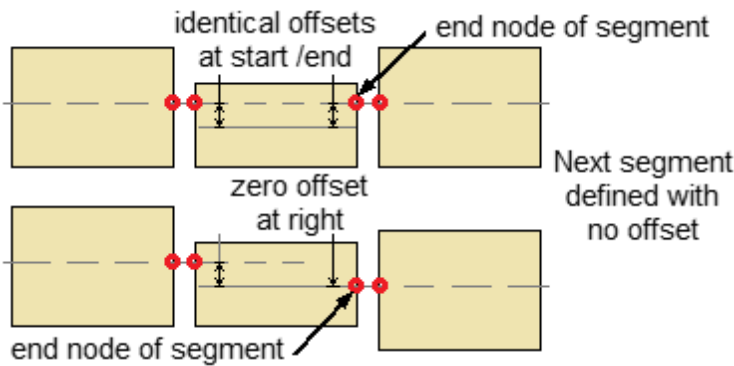 identical offsets
at start /end
end node of segment
Next segment
defined with
no offset
zero offset
at right
end node of segment